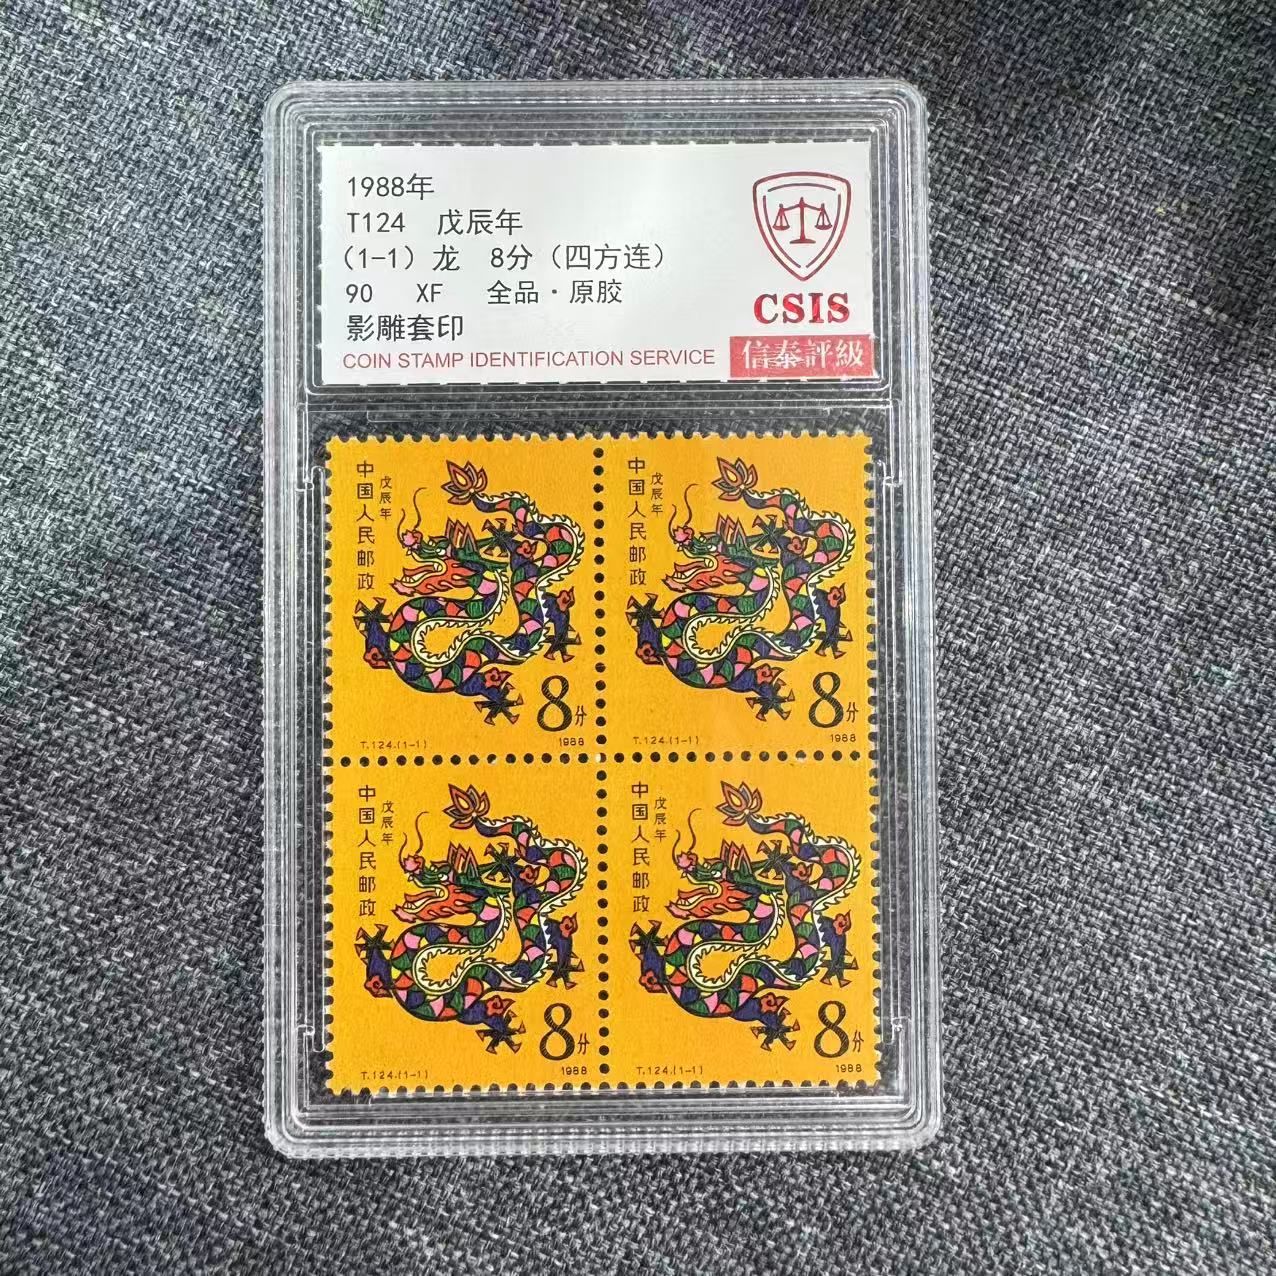 1988年
T124 戊辰年
(1-1) 龙 8分 (四方连)
90 XF 全品·原胶
影雕套印
COIN STAMP IDENTIFICATION SERVICE
CSIS
信泰評級
中国人民邮政
戊辰年
8分
T.124.(1-1) 1988
中国人民邮政
戊辰年
8分
T.124.(1-1) 1988
中国人民邮政
戊辰年
8分
T.124.(1-1) 1988
中国人民邮政
戊辰年
8分
T.124.(1-1) 1988